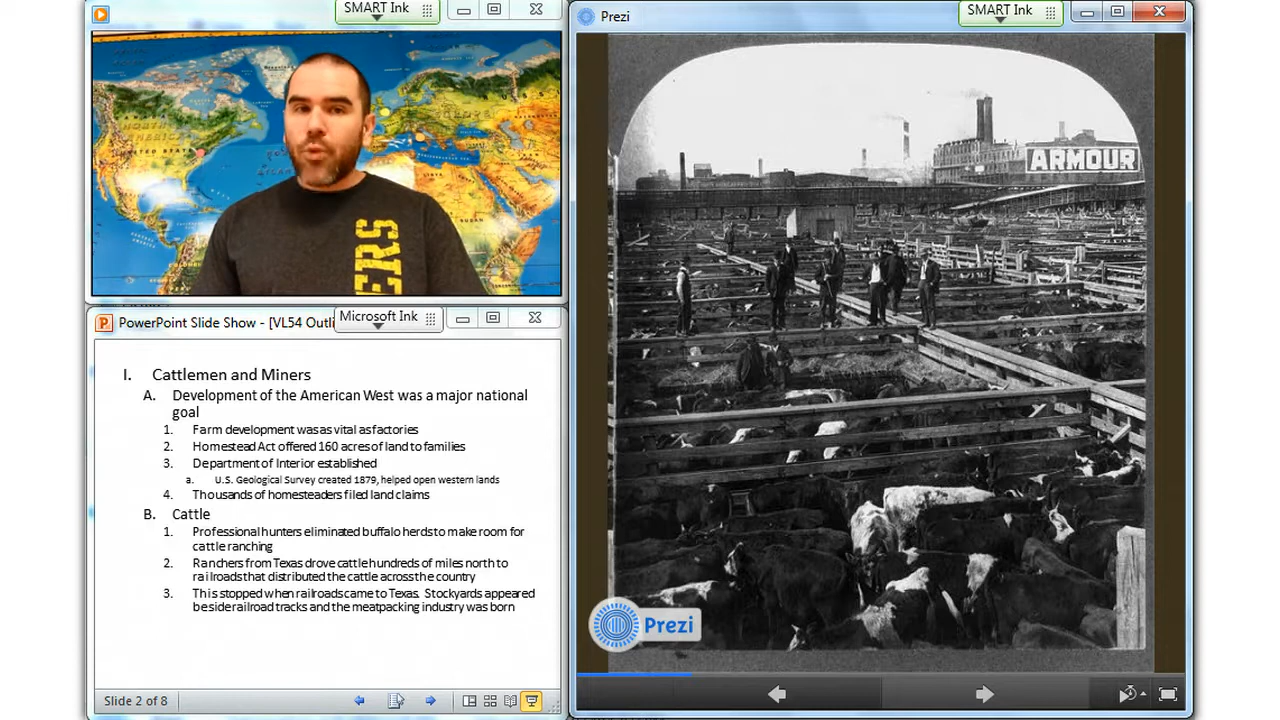 SMART Ink
UNITED STATES
ERS
PowerPoint Slide Show - [VL54 Outli
Microsoft Ink
I. Cattlemen and Miners
A. Development of the American West was a major national
goal
1. Farm development was as vital as factories
2. Homestead Act offered 160 acres of land to families
3. Department of Interior established
a. U.S. Geological Survey created 1879, helped open western lands
4. Thousands of homesteaders filed land claims
B. Cattle
1. Professional hunters eliminated buffalo herds to make room for
cattle ranching
2. Ranchers from Texas drove cattle hundreds of miles north to
railroads that distributed the cattle across the country
3. This stopped when railroads came to Texas. Stockyards appeared
beside railroad tracks and the meatpacking industry was born
Slide 2 of 8
Prezi
SMART Ink
ARMOUR
Prezi